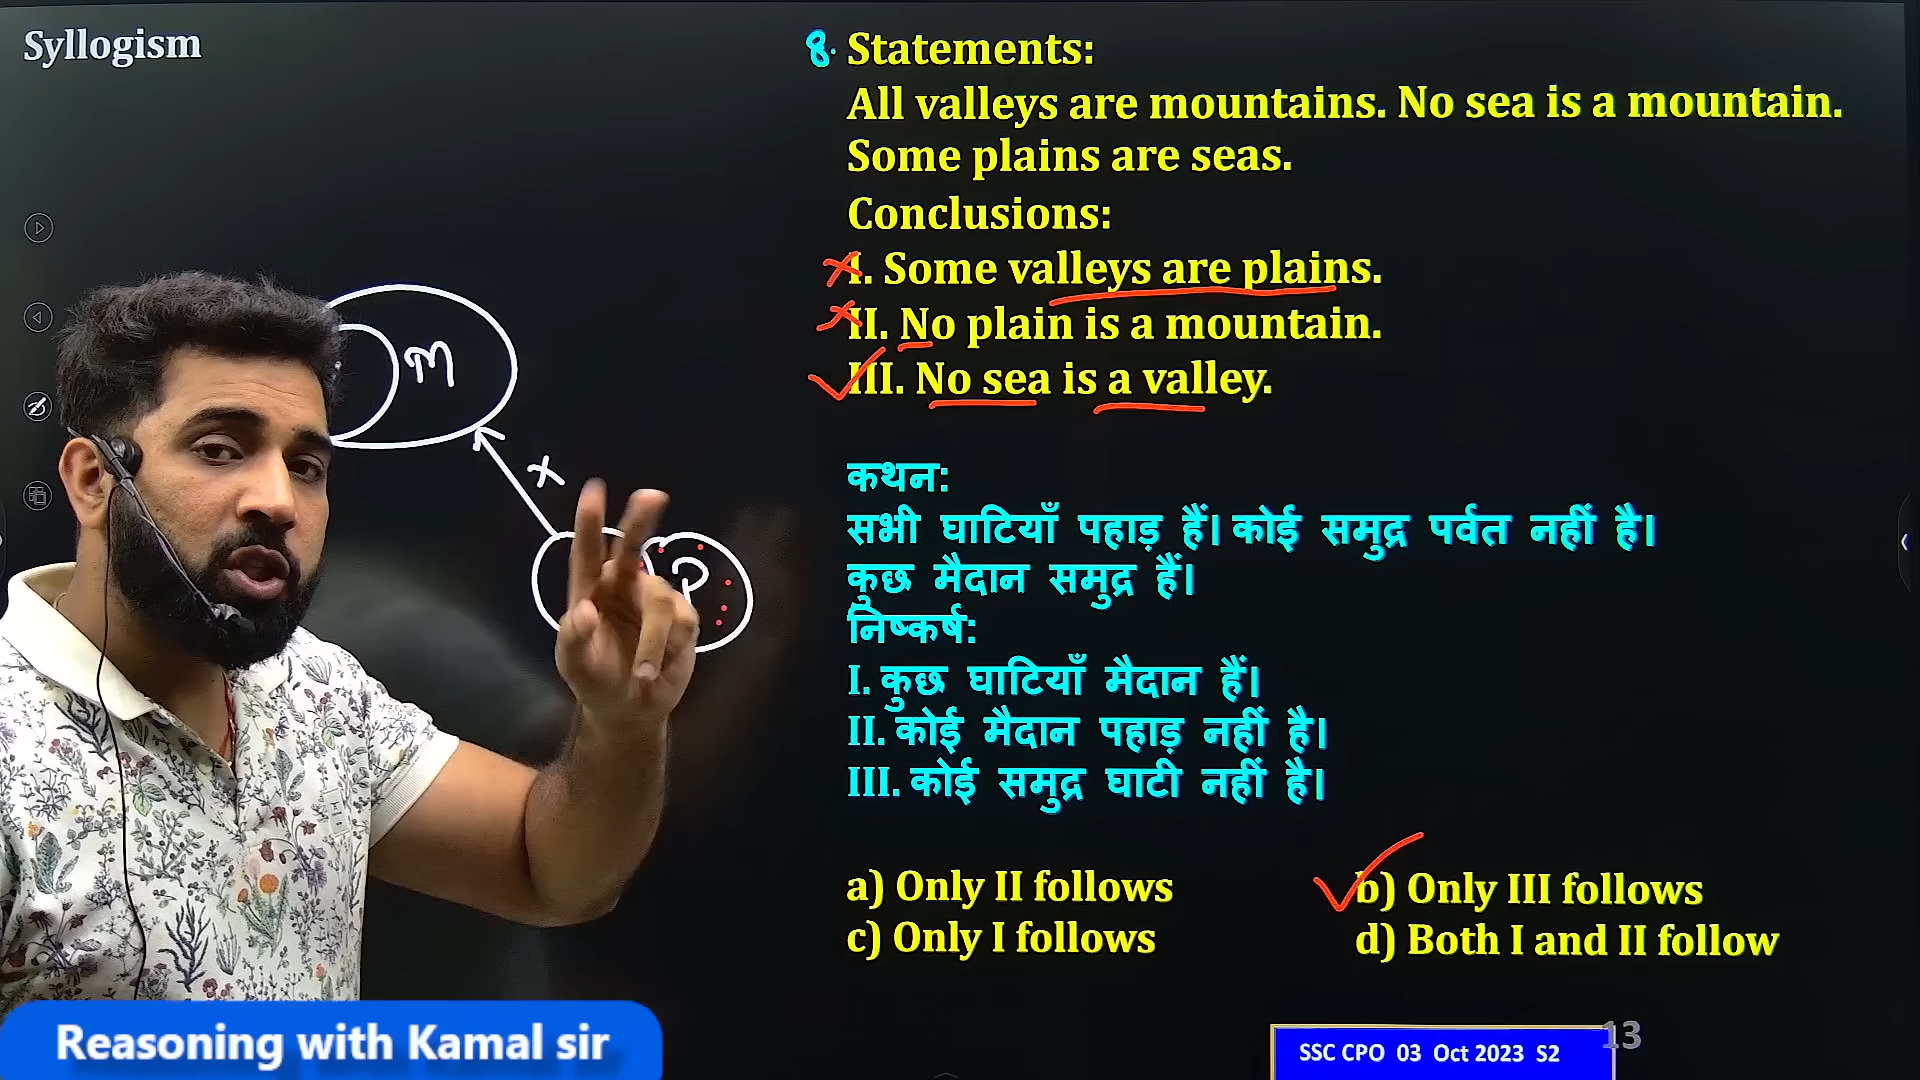 Syllogism
8. Statements:
All valleys are mountains. No sea is a mountain.
Some plains are seas.
Conclusions:
I. Some valleys are plains.
II. No plain is a mountain.
III. No sea is a valley.
M
x
P
कथन:
सभी घाटियाँ पहाड़ हैं। कोई समुद्र पर्वत नहीं है।
कुछ मैदान समुद्र हैं।
निष्कर्ष:
I. कुछ घाटियाँ मैदान हैं।
II. कोई मैदान पहाड़ नहीं है।
III. कोई समुद्र घाटी नहीं है।
a) Only II follows
b) Only III follows
c) Only I follows
d) Both I and II follow
Reasoning with Kamal sir
SSC CPO 03 Oct 2023 S2
13